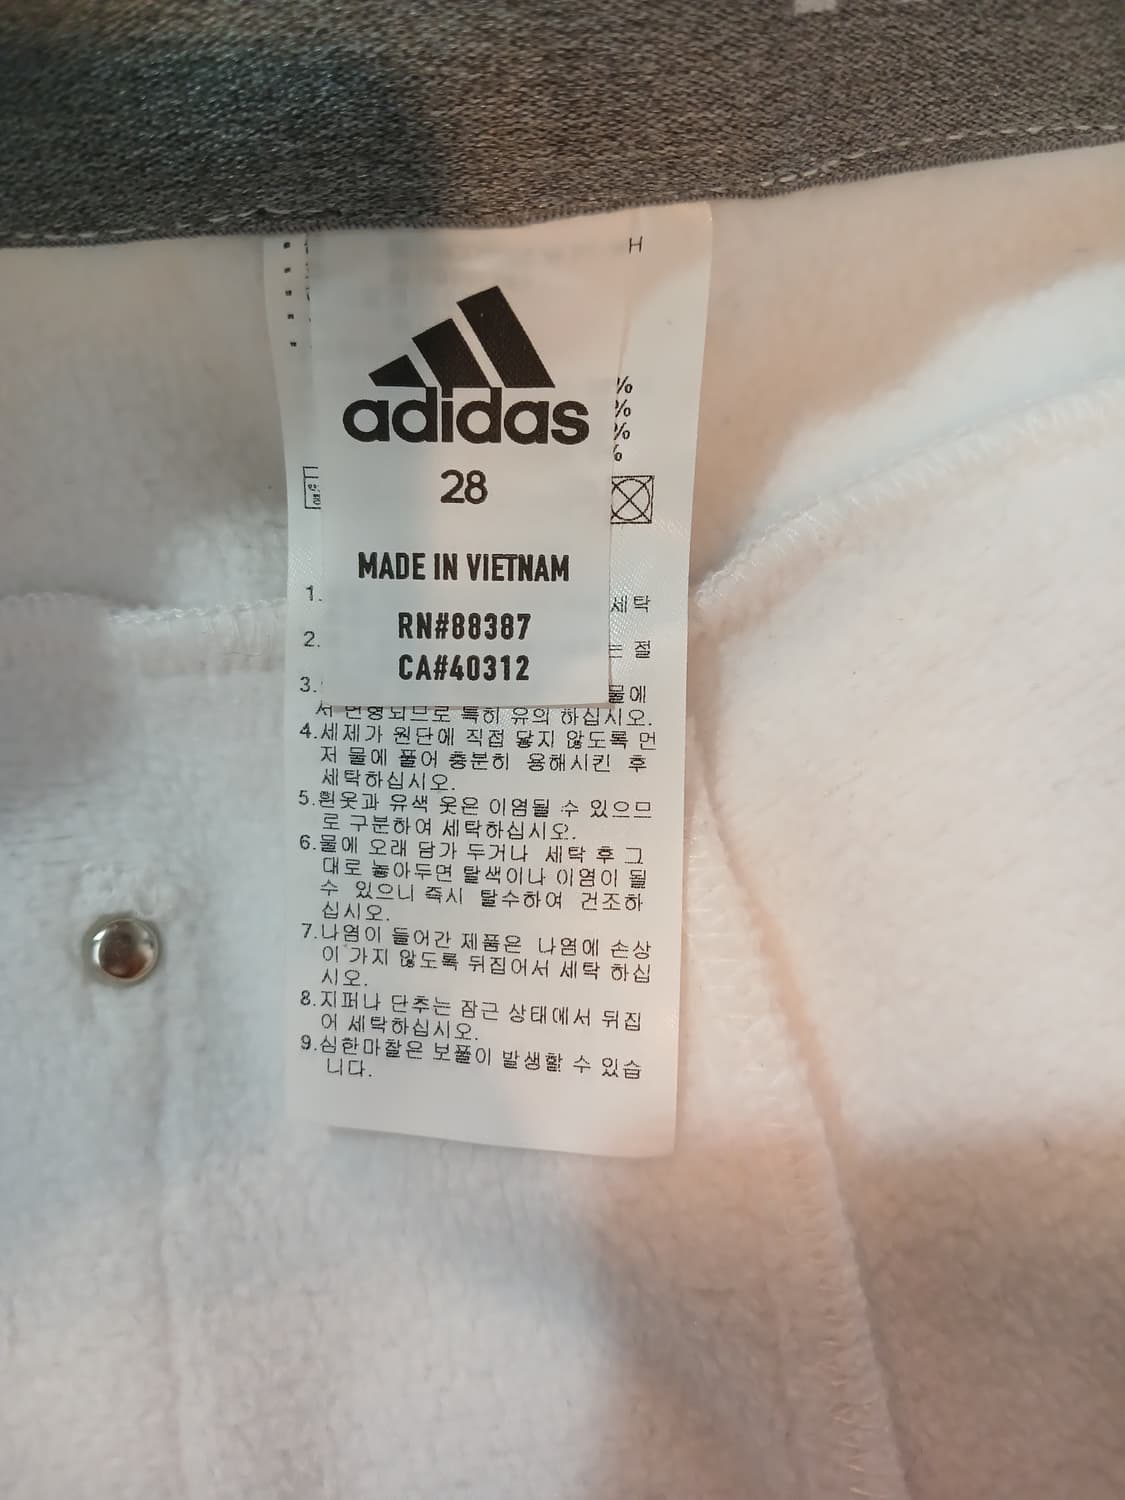 H
adidas
28
%
%
%
%
MADE IN VIETNAM
RN#88387
CA#40312
1. 세탁
2. 는 절
3. 물에
서 변형되므로 특히 유의 하십시오.
4.세제가 원단에 직접 닿지 않도록 먼
저 물에 풀어 충분히 용해시킨 후
세탁하십시오.
5.흰옷과 유색 옷은 이염될 수 있으므
로 구분하여 세탁하십시오.
6.물에 오래 담가 두거나 세탁 후 그
대로 놓아두면 탈색이나 이염이 될
수 있으니 즉시 탈수하여 건조하
십시오.
7.나염이 들어간 제품은 나염에 손상
이 가지 않도록 뒤집어서 세탁 하십
시오.
8.지퍼나 단추는 잠근 상태에서 뒤집
어 세탁하십시오.
9.심한마찰은 보풀이 발생할 수 있습
니다.